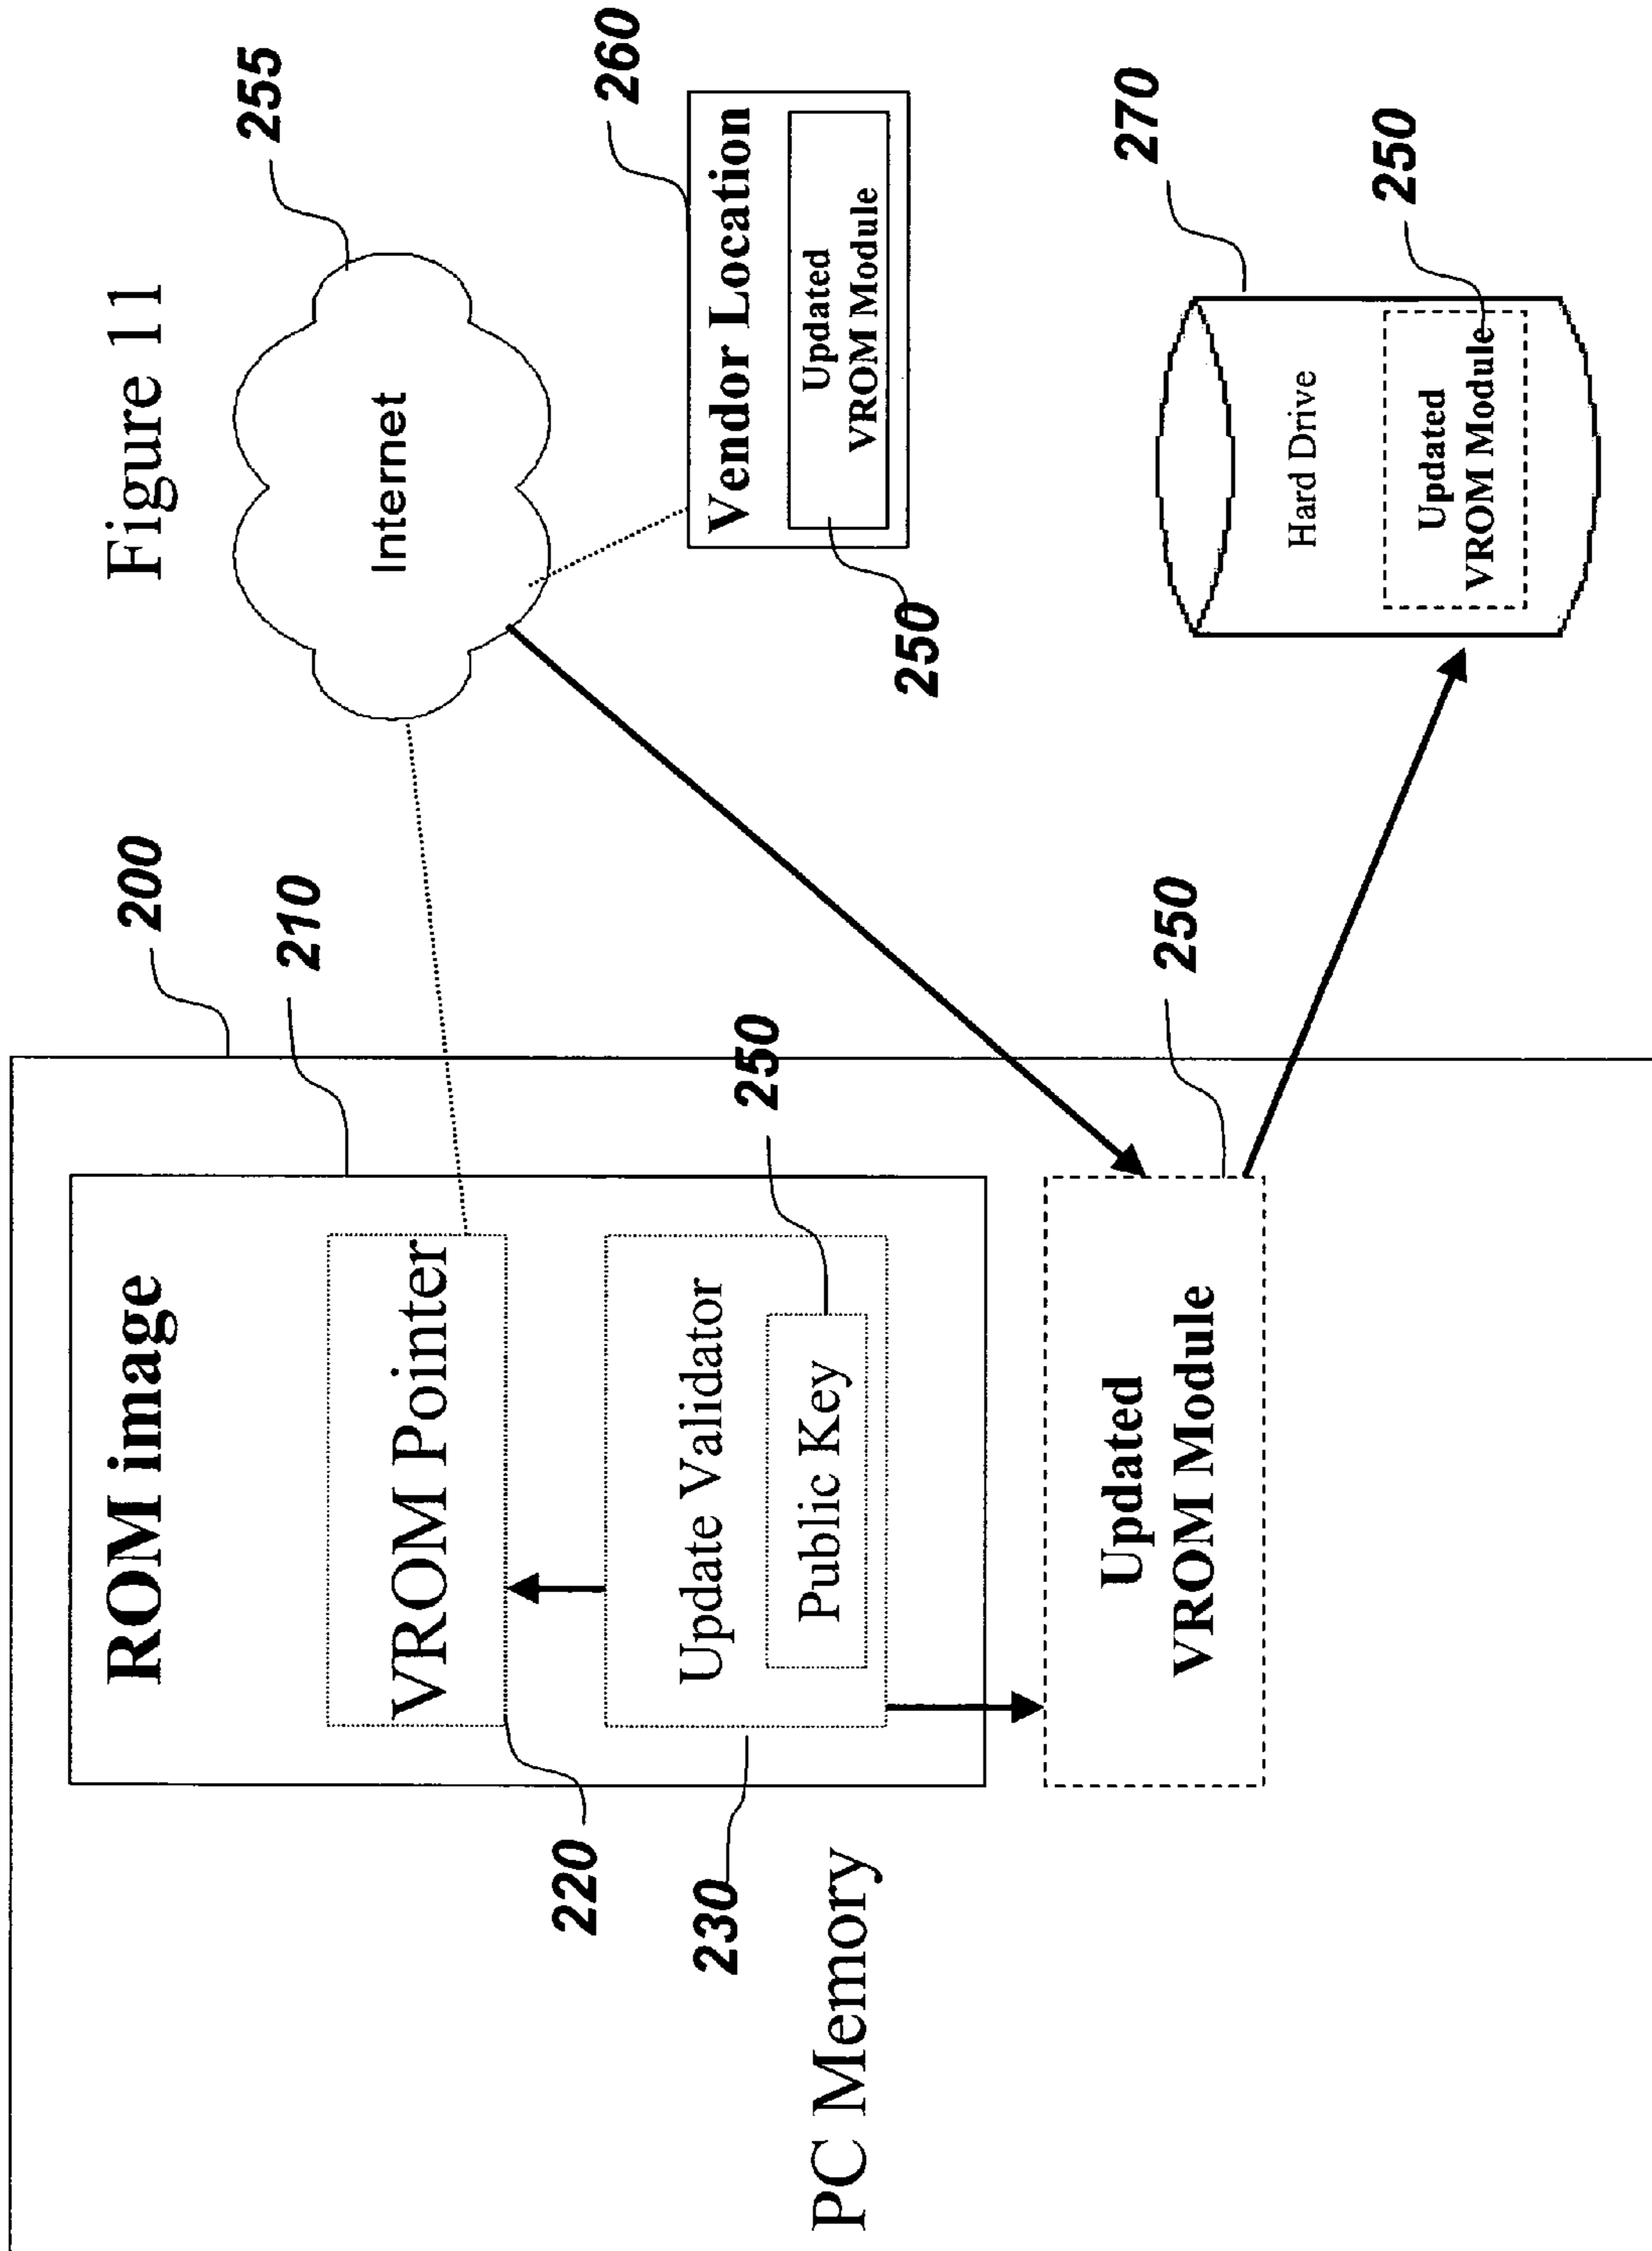 Figure 11
200
210
255
ROM image
Internet
VROM Pointer
220
260
Vendor Location
Updated
VROM Module
250
Update Validator
Public Key
250
230
PC Memory
Updated
VROM Module
250
270
Hard Drive
Updated
VROM Module
250